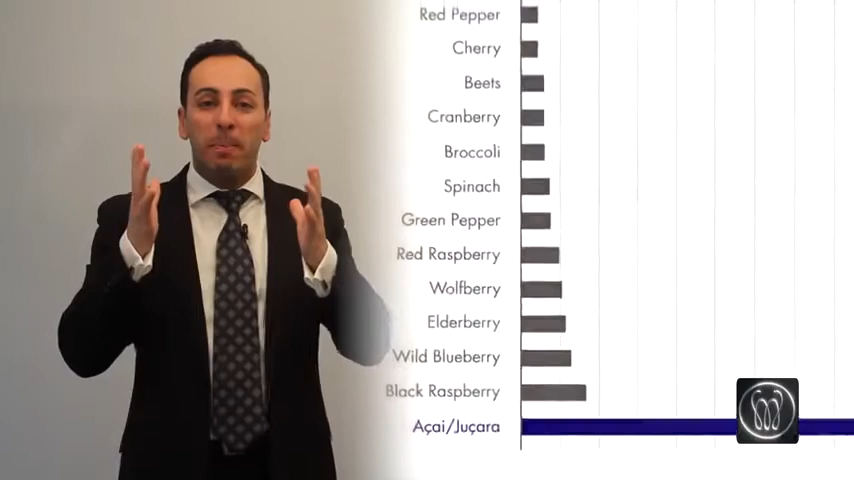 Red Pepper
Cherry
Beets
Cranberry
Broccoli
Spinach
Green Pepper
Red Raspberry
Wolfberry
Elderberry
Wild Blueberry
Black Raspberry
Açai/Juçara